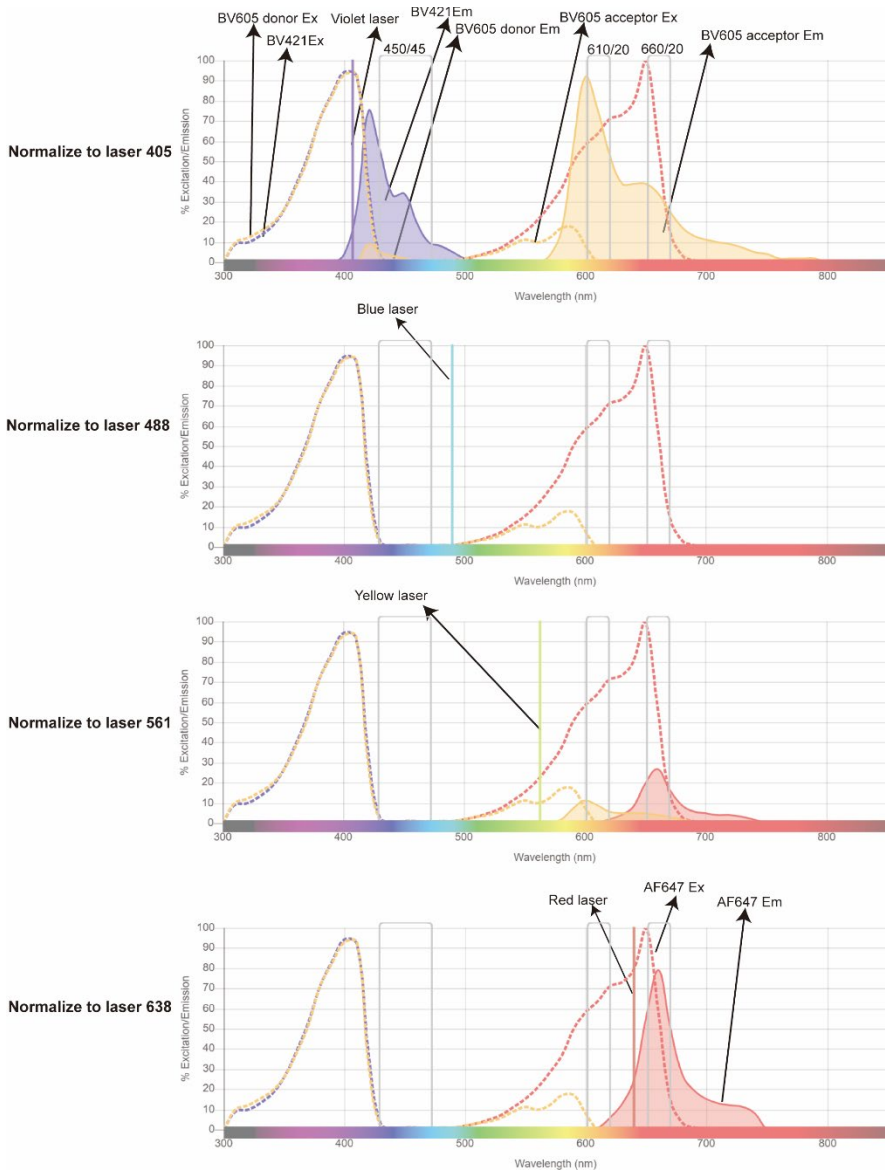 BV605 donor Ex
BV421Ex
Violet laser
BV421Em
BV605 donor Em
BV605 acceptor Ex
BV605 acceptor Em
450/45
610/20
660/20
Normalize to laser 405
% Excitation/Emission
100
90
80
70
60
50
40
30
20
10
0
300
400
500
600
700
800
Wavelength (nm)
Blue laser
Normalize to laser 488
% Excitation/Emission
100
90
80
70
60
50
40
30
20
10
0
300
400
500
600
700
800
Wavelength (nm)
Yellow laser
Normalize to laser 561
% Excitation/Emission
100
90
80
70
60
50
40
30
20
10
0
300
400
500
600
700
800
Wavelength (nm)
Red laser
AF647 Ex
AF647 Em
Normalize to laser 638
% Excitation/Emission
100
90
80
70
60
50
40
30
20
10
0
300
400
500
600
700
800
Wavelength (nm)